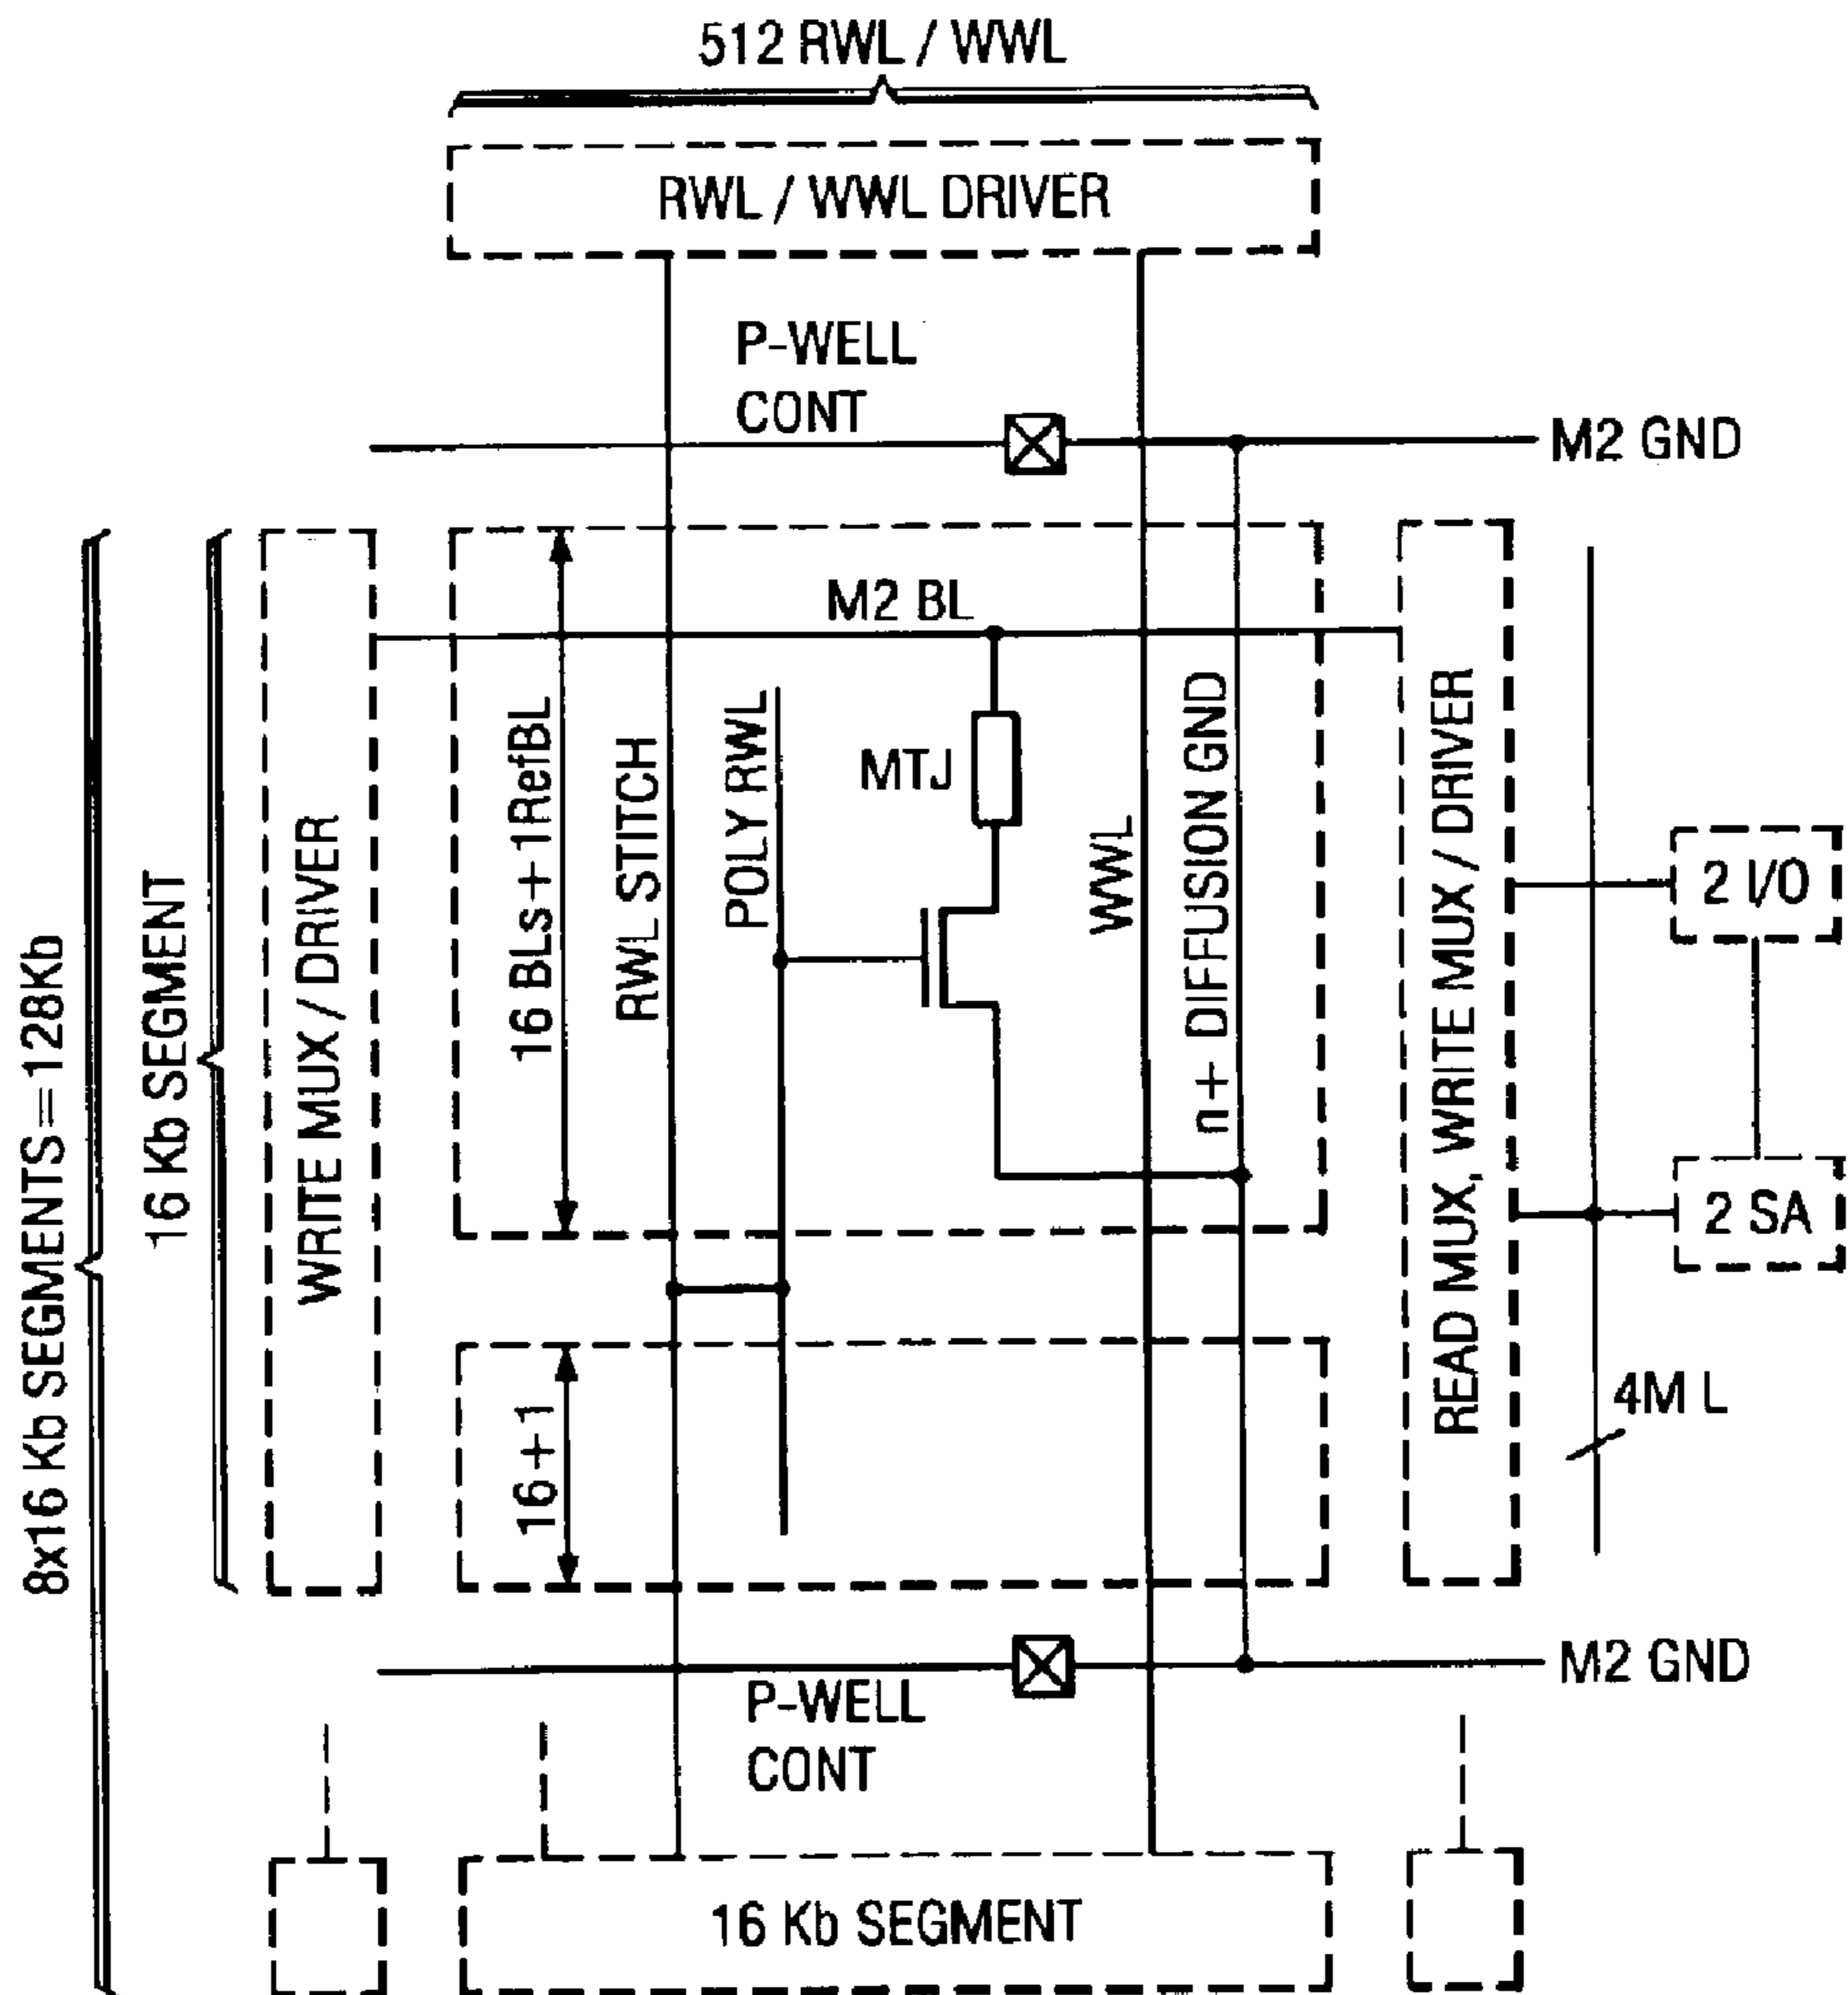 512 RWL / WWL
RWL / WWL DRIVER
P-WELL
CONT
M2 GND
M2 BL
8x16 Kb SEGMENTS=128Kb
16 Kb SEGMENT
WRITE MUX / DRIVER
16 BLs+1RefBL
RWL STITCH
POLY RWL
MTJ
WWL
n+ DIFFUSION GND
READ MUX, WRITE MUX / DRIVER
2 I/O
2 SA
4M L
16+1
M2 GND
P-WELL
CONT
16 Kb SEGMENT